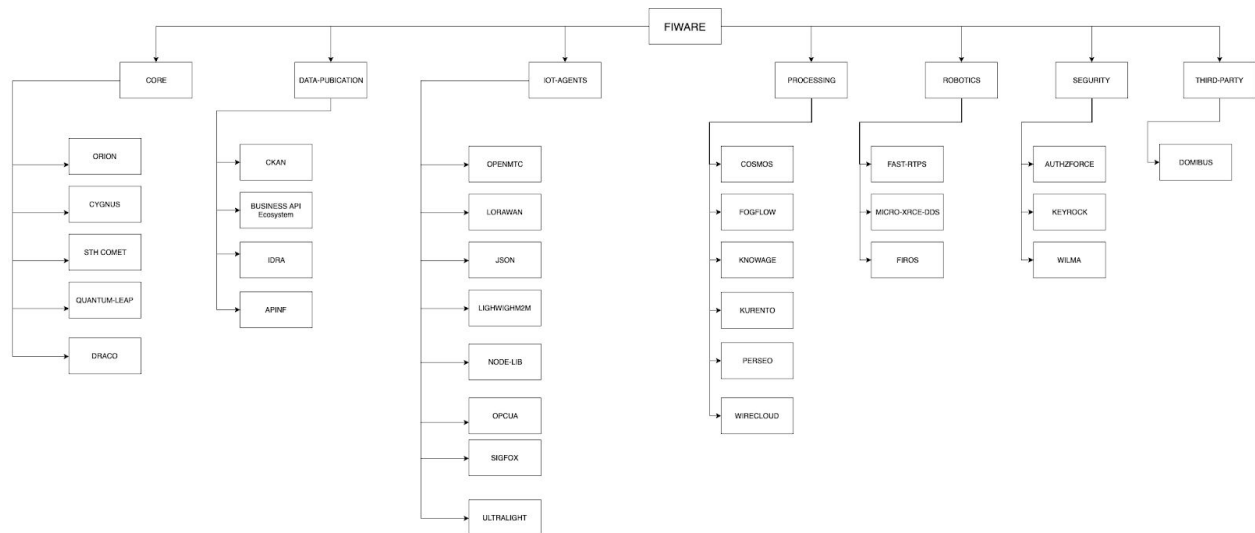 FIWARE
CORE
DATA-PUBICATION
IOT-AGENTS
PROCESSING
ROBOTICS
SEGURITY
THIRD-PARTY
ORION
CYGNUS
STH COMET
QUANTUM-LEAP
DRACO
CKAN
BUSINESS API
Ecosystem
IDRA
APINF
OPENMTC
LORAWAN
JSON
LIGHWIGHM2M
NODE-LIB
OPCUA
SIGFOX
ULTRALIGHT
COSMOS
FOGFLOW
KNOWAGE
KURENTO
PERSEO
WIRECLOUD
FAST-RTPS
MICRO-XRCE-DDS
FIROS
AUTHZFORCE
KEYROCK
WILMA
DOMIBUS